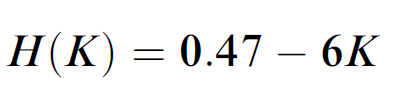 H(K) = 0.47 − 6K